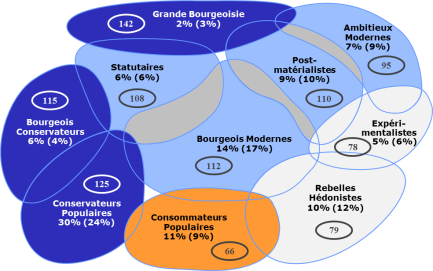 Grande Bourgeoisie
142
2% (3%)
Ambitieux
Modernes
7% (9%)
95
Statutaires
6% (6%)
108
Post-
matérialistes
9% (10%)
110
115
Bourgeois
Conservateurs
6% (4%)
Expéri-
mentalistes
5% (6%)
78
Bourgeois Modernes
14% (17%)
112
125
Conservateurs
Populaires
30% (24%)
Rebelles
Hédonistes
10% (12%)
79
Consommateurs
Populaires
11% (9%)
66